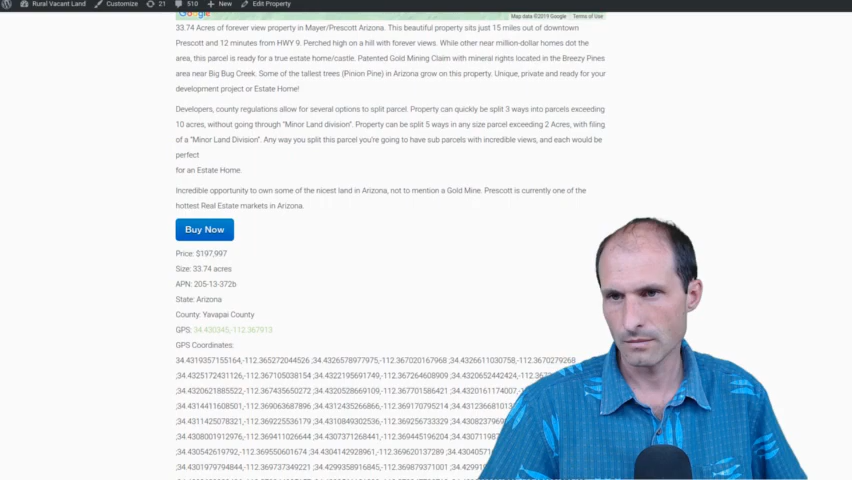 Rural Vacant Land Customize 21 510 New Edit Property
Google
Map data ©2019 Google Terms of Use
33.74 Acres of forever view property in Mayer/Prescott Arizona. This beautiful property sits just 15 miles out of downtown
Prescott and 12 minutes from HWY 9. Perched high on a hill with forever views. While other near million-dollar homes dot the
area, this parcel is ready for a true estate home/castle. Patented Gold Mining Claim with mineral rights located in the Breezy Pines
area near Big Bug Creek. Some of the tallest trees (Pinion Pine) in Arizona grow on this property. Unique, private and ready for your
development project or Estate Home!
Developers, county regulations allow for several options to split parcel. Property can quickly be split 3 ways into parcels exceeding
10 acres, without going through "Minor Land division". Property can be split 5 ways in any size parcel exceeding 2 Acres, with filing
of a "Minor Land Division". Any way you split this parcel you're going to have sub parcels with incredible views, and each would be
perfect
for an Estate Home.
Incredible opportunity to own some of the nicest land in Arizona, not to mention a Gold Mine. Prescott is currently one of the
hottest Real Estate markets in Arizona.
Buy Now
Price: $197,997
Size: 33.74 acres
APN: 205-13-372b
State: Arizona
County: Yavapai County
GPS: 34.430345,-112.367913
GPS Coordinates:
34.4319357155164,-112.365272044526 ;34.4326578977975,-112.367020167968 ;34.4326611030758,-112.3670279268
;34.4325172431126,-112.367105038154 ;34.4322195691749,-112.367264608909 ;34.4320652442424,-112.367
;34.4320621885522,-112.367435650272 ;34.4320528669109,-112.367701586421 ;34.4320161174007,
;34.4314411608501,-112.369063687896 ;34.4312435266866,-112.369170795214 ;34.4312366810
;34.4311425078321,-112.369225536179 ;34.4310849302536,-112.369256733329 ;34.43082379
;34.4308001912976,-112.369411026644 ;34.4307371268441,-112.369445196204 ;34.43071198
;34.430542619792,-112.369550601674 ;34.4304142928961,-112.369620137289 ;34.430405
;34.4301979794844,-112.369737349221 ;34.4299358916845,-112.369879371001 ;34.42991